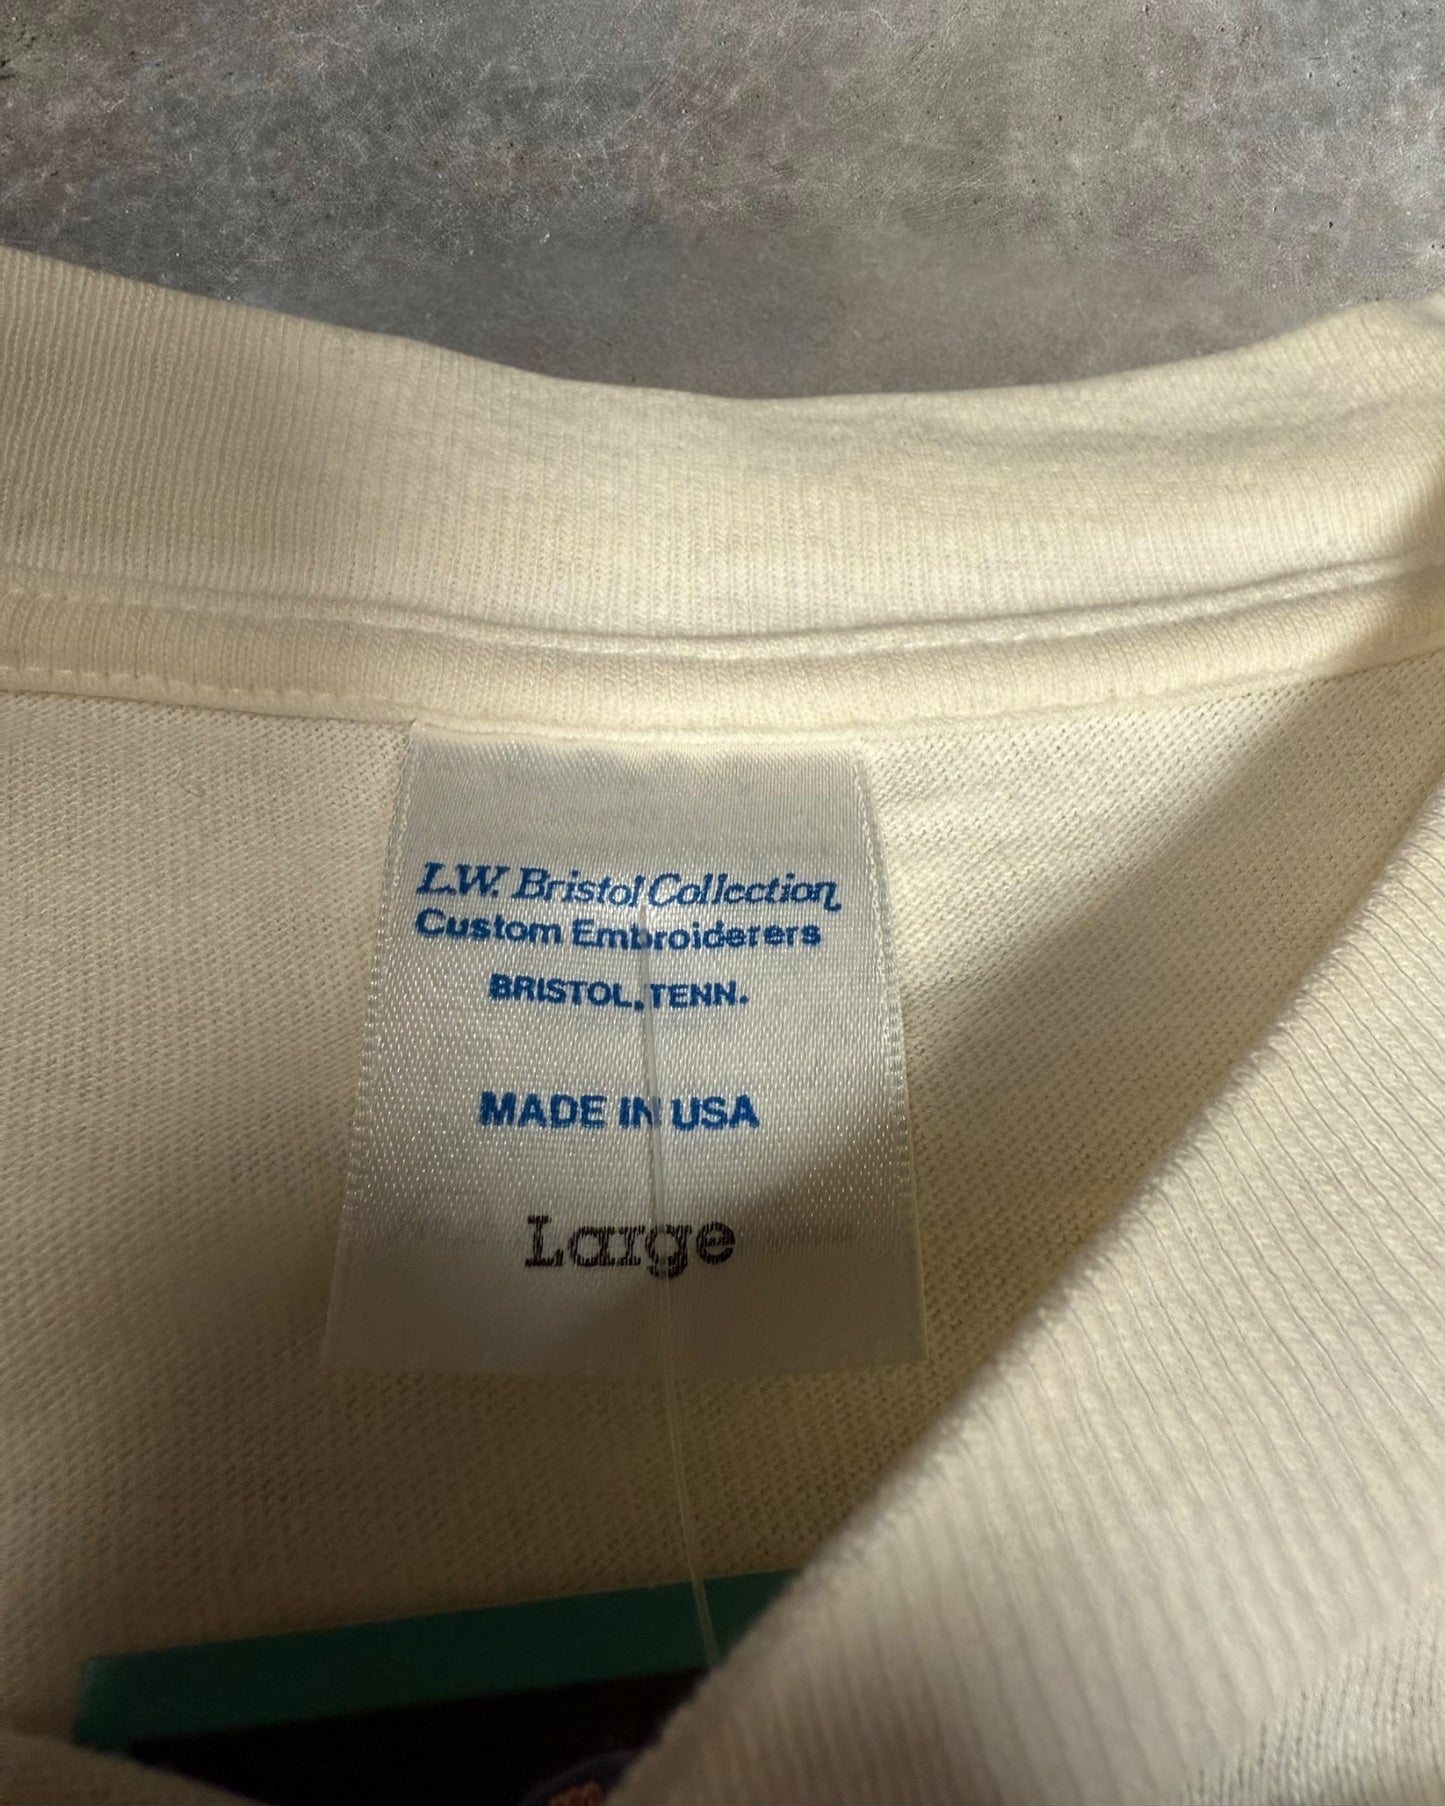 L.W. Bristol Collection
Custom Embroiderers
BRISTOL, TENN.
MADE IN USA
Large